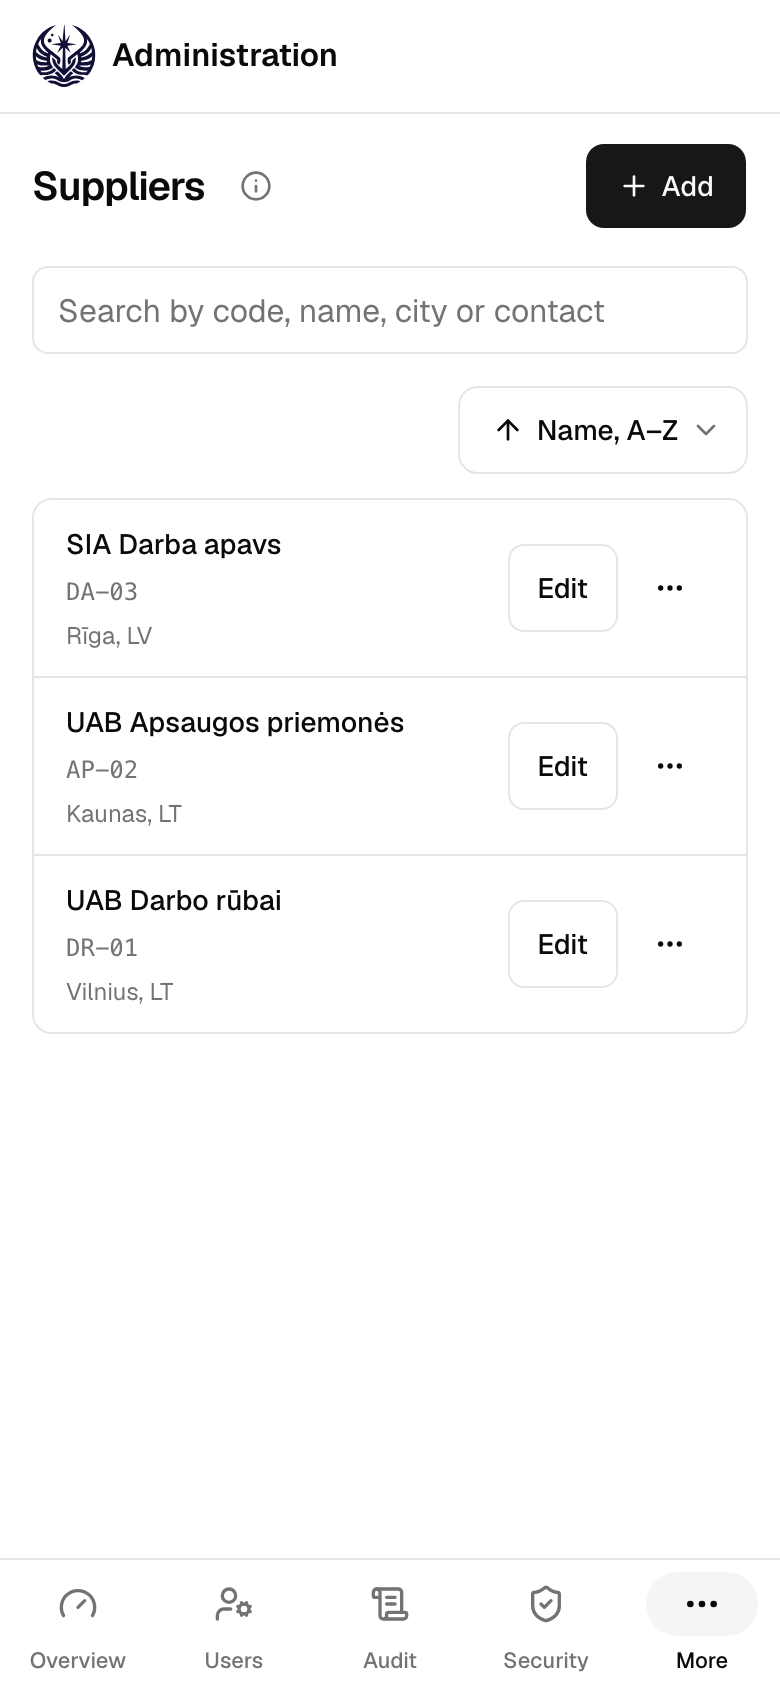 Administration
Suppliers
Add
Search by code, name, city or contact
Name, A–Z
SIA Darba apavs
DA–03
Rīga, LV
Edit
UAB Apsaugos priemonės
AP–02
Kaunas, LT
Edit
UAB Darbo rūbai
DR–01
Vilnius, LT
Edit
Overview
Users
Audit
Security
More